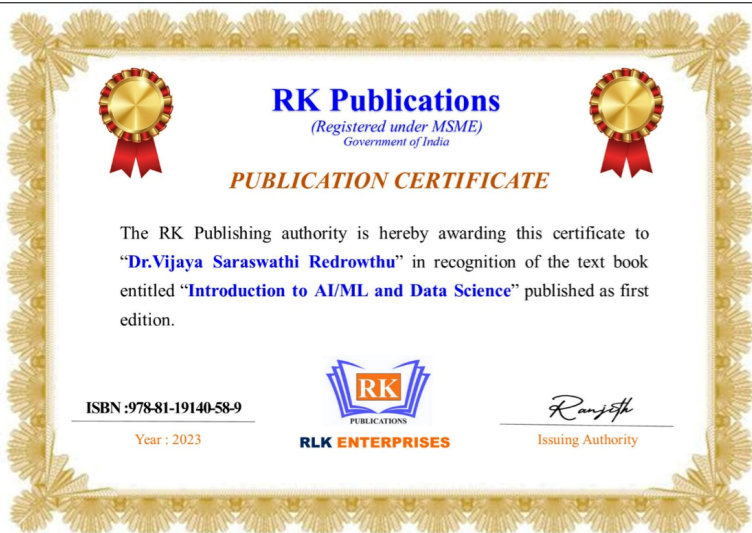 RK Publications
(Registered under MSME)
Government of India
PUBLICATION CERTIFICATE
The RK Publishing authority is hereby awarding this certificate to
“Dr.Vijaya Saraswathi Redrowthu” in recognition of the text book
entitled “Introduction to AI/ML and Data Science” published as first
edition.
ISBN :978-81-19140-58-9
Year : 2023
RK
PUBLICATIONS
RLK ENTERPRISES
Ranjeth
Issuing Authority